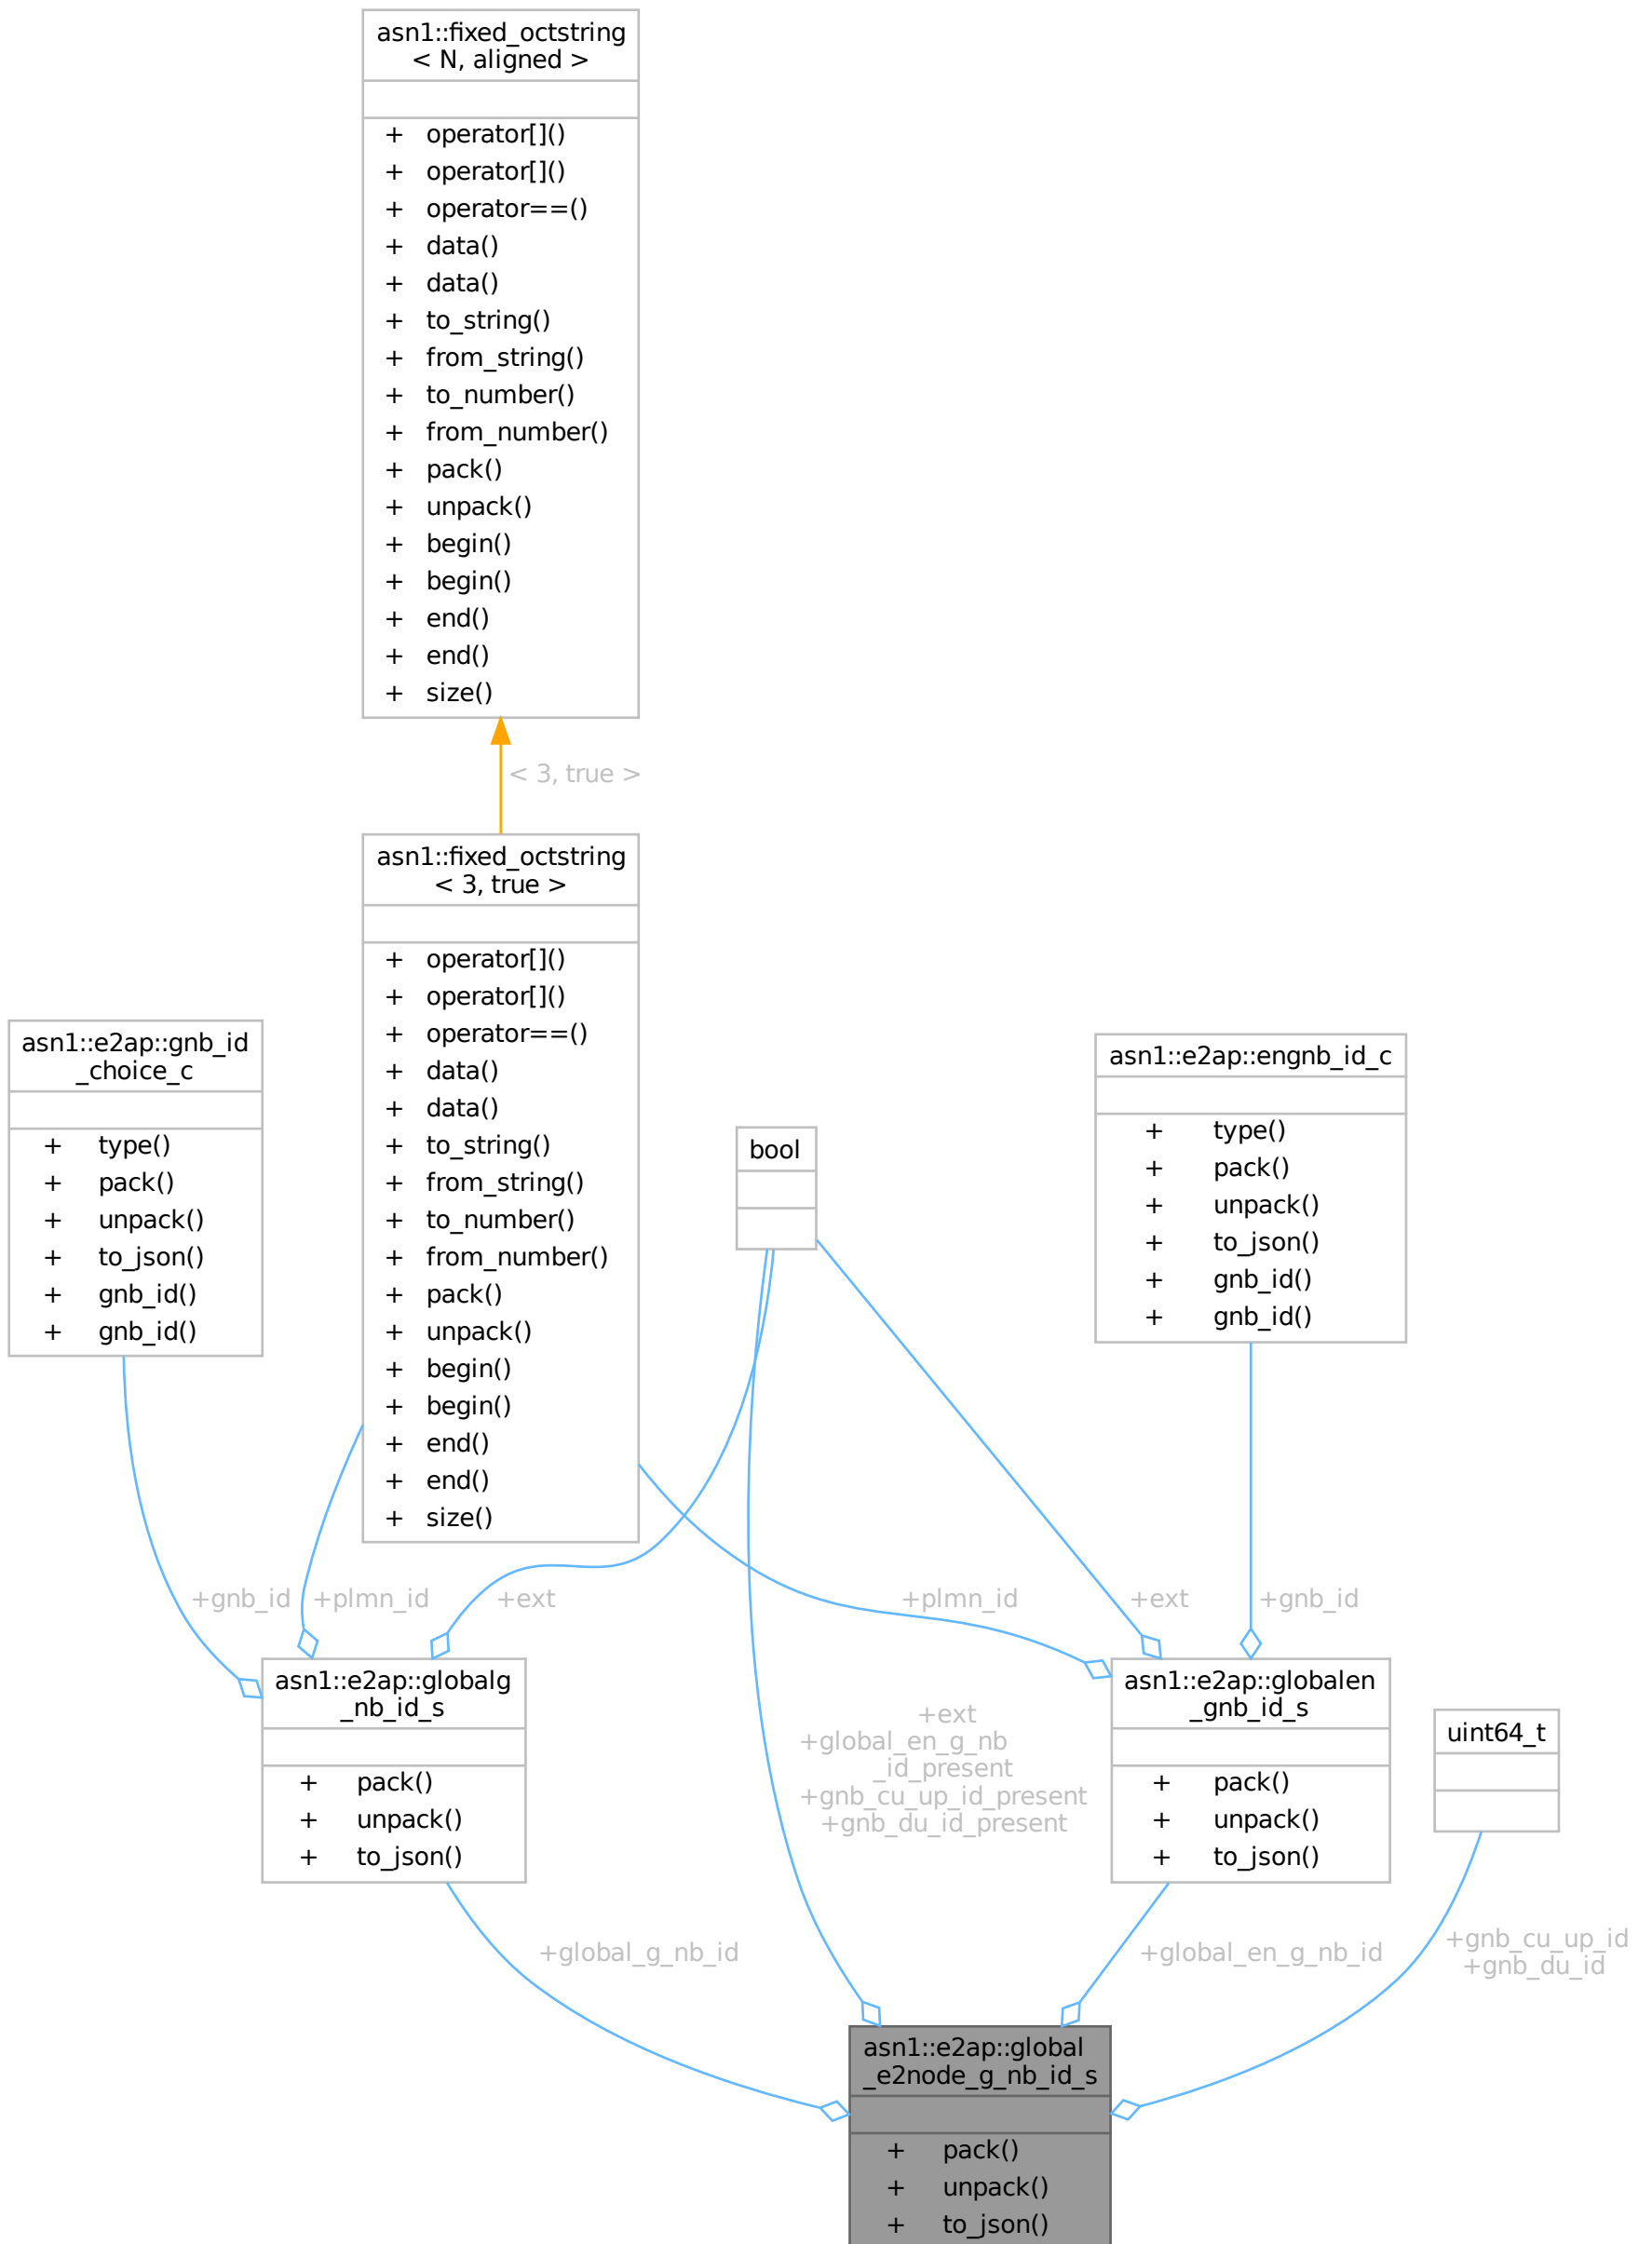 asn1::fixed_octstring
< N, aligned >
+ operator[]()
+ operator[]()
+ operator==()
+ data()
+ data()
+ to_string()
+ from_string()
+ to_number()
+ from_number()
+ pack()
+ unpack()
+ begin()
+ begin()
+ end()
+ end()
+ size()
< 3, true >
asn1::fixed_octstring
< 3, true >
+ operator[]()
+ operator[]()
+ operator==()
+ data()
+ data()
+ to_string()
+ from_string()
+ to_number()
+ from_number()
+ pack()
+ unpack()
+ begin()
+ begin()
+ end()
+ end()
+ size()
asn1::e2ap::gnb_id
_choice_c
+ type()
+ pack()
+ unpack()
+ to_json()
+ gnb_id()
+ gnb_id()
bool
asn1::e2ap::engnb_id_c
+ type()
+ pack()
+ unpack()
+ to_json()
+ gnb_id()
+ gnb_id()
+gnb_id
+plmn_id
+ext
+plmn_id
+ext
+gnb_id
asn1::e2ap::globalg
_nb_id_s
+ pack()
+ unpack()
+ to_json()
+ext
+global_en_g_nb
_id_present
+gnb_cu_up_id_present
+gnb_du_id_present
asn1::e2ap::globalen
_gnb_id_s
+ pack()
+ unpack()
+ to_json()
uint64_t
+global_g_nb_id
+global_en_g_nb_id
+gnb_cu_up_id
+gnb_du_id
asn1::e2ap::global
_e2node_g_nb_id_s
+ pack()
+ unpack()
+ to_json()